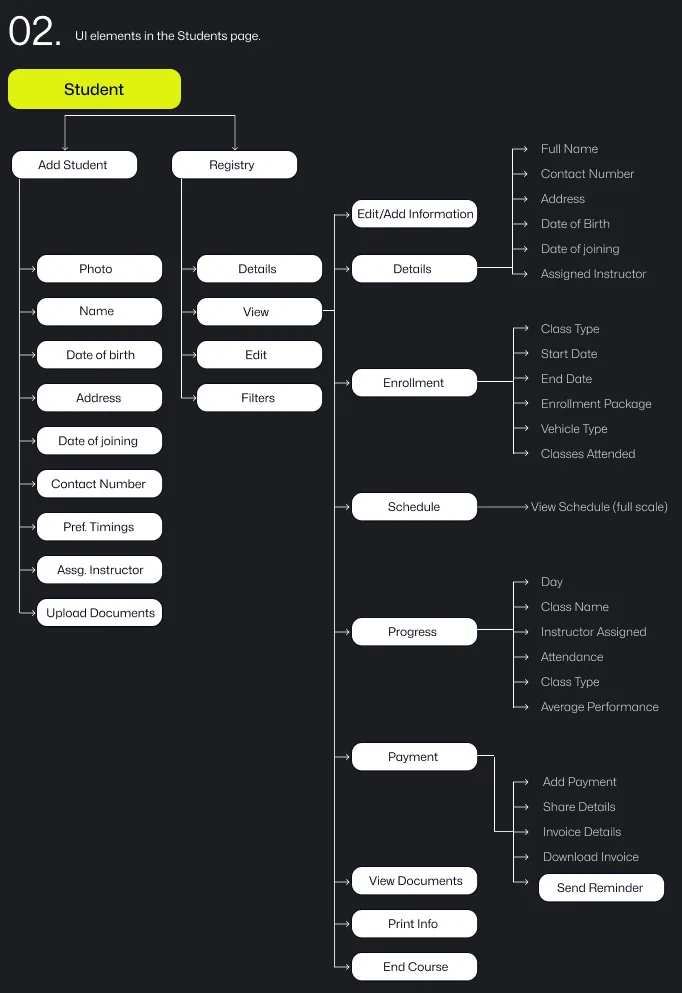 02.
UI elements in the Students page.
Student
Add Student
Registry
Photo
Name
Date of birth
Address
Date of joining
Contact Number
Pref. Timings
Assg. Instructor
Upload Documents
Details
View
Edit
Filters
Edit/Add Information
Details
Full Name
Contact Number
Address
Date of Birth
Date of joining
Assigned Instructor
Enrollment
Class Type
Start Date
End Date
Enrollment Package
Vehicle Type
Classes Attended
Schedule
View Schedule (full scale)
Progress
Day
Class Name
Instructor Assigned
Attendance
Class Type
Average Performance
Payment
Add Payment
Share Details
Invoice Details
Download Invoice
Send Reminder
View Documents
Print Info
End Course